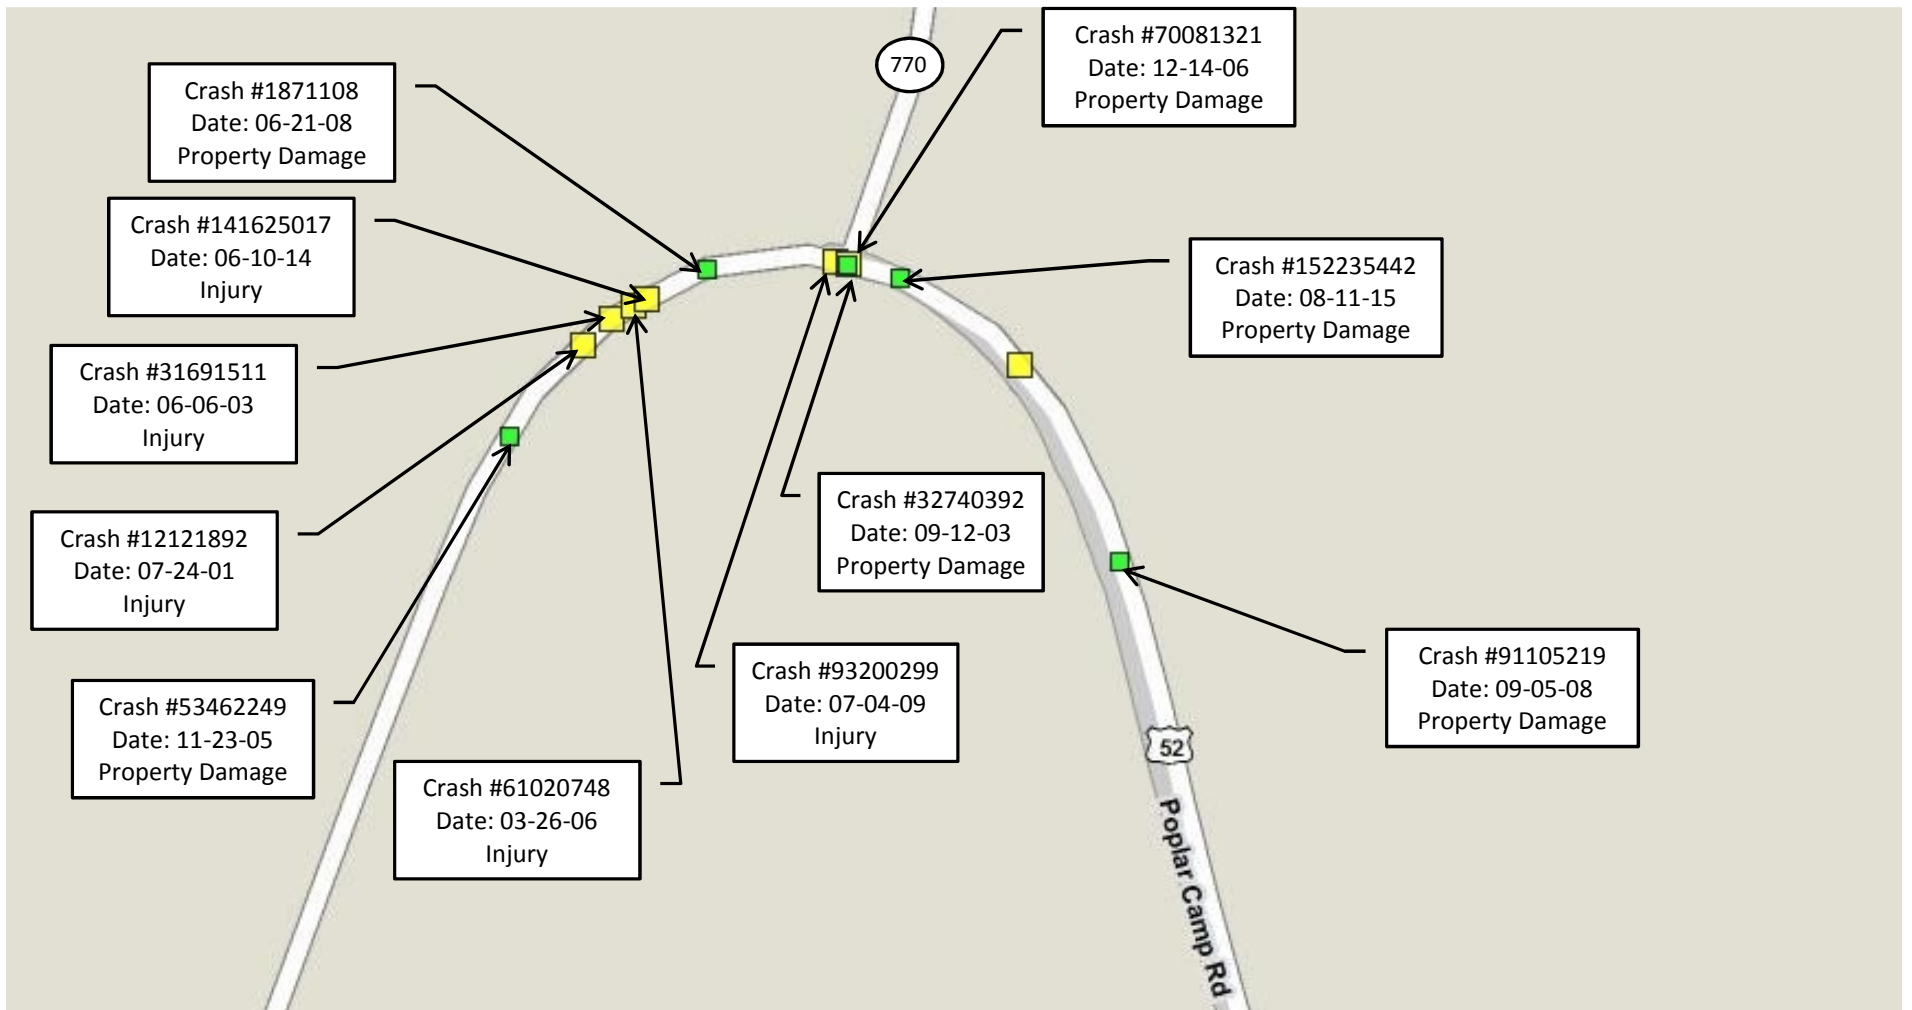 770
Crash #70081321
Date: 12-14-06
Property Damage
Crash #1871108
Date: 06-21-08
Property Damage
Crash #141625017
Date: 06-10-14
Injury
Crash #152235442
Date: 08-11-15
Property Damage
Crash #31691511
Date: 06-06-03
Injury
Crash #32740392
Date: 09-12-03
Property Damage
Crash #12121892
Date: 07-24-01
Injury
Crash #93200299
Date: 07-04-09
Injury
Crash #91105219
Date: 09-05-08
Property Damage
Crash #53462249
Date: 11-23-05
Property Damage
52
Crash #61020748
Date: 03-26-06
Injury
Poplar Camp Rd